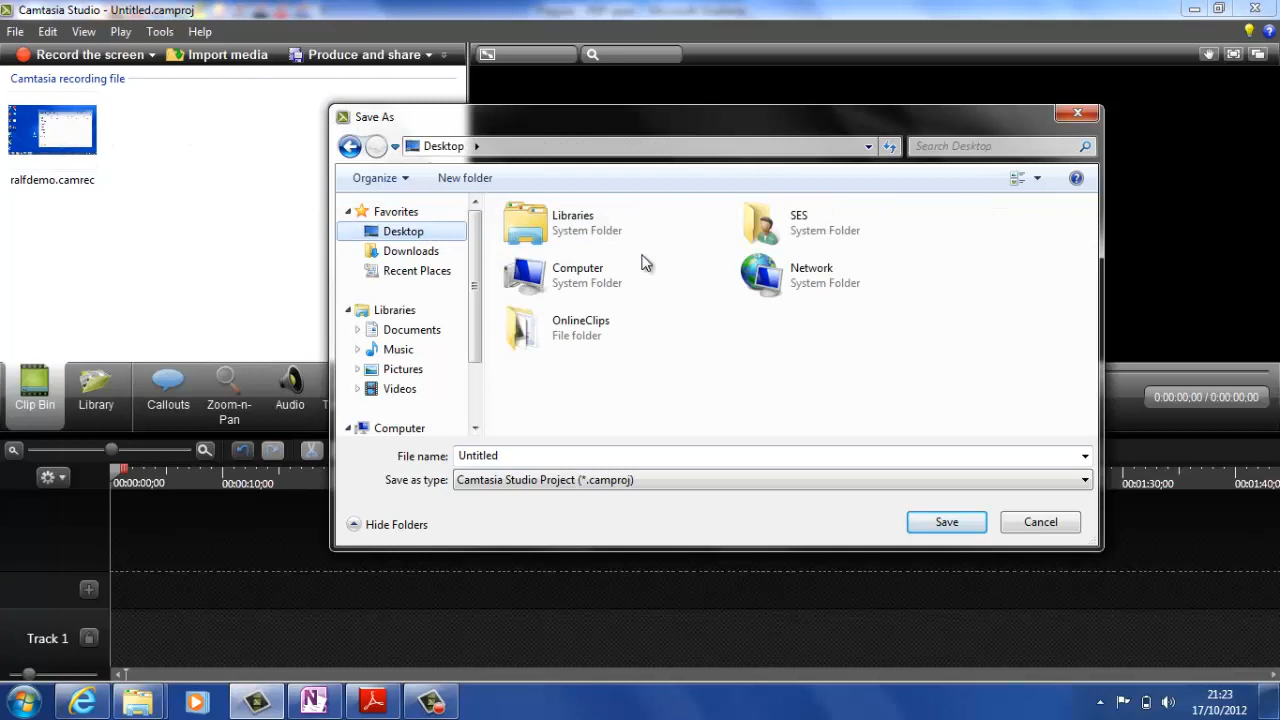 Camtasia Studio - Untitled.camproj
File Edit View Play Tools Help
Record the screen Import media Produce and share
Camtasia recording file
ralfdemo.camrec
Save As
Desktop
Search Desktop
Organize New folder
Favorites
Desktop
Downloads
Recent Places
Libraries
Documents
Music
Pictures
Videos
Computer
Libraries
System Folder
SES
System Folder
Computer
System Folder
Network
System Folder
OnlineClips
File folder
File name: Untitled
Save as type: Camtasia Studio Project (*.camproj)
Hide Folders
Save Cancel
Clip Bin Library Callouts Zoom-n-
Pan Audio
0:00:00;00 / 0:00:00;00
00:00:00;00 00:00:10;00 00:01:30;00 00:01:40;0
Track 1
21:23
17/10/2012